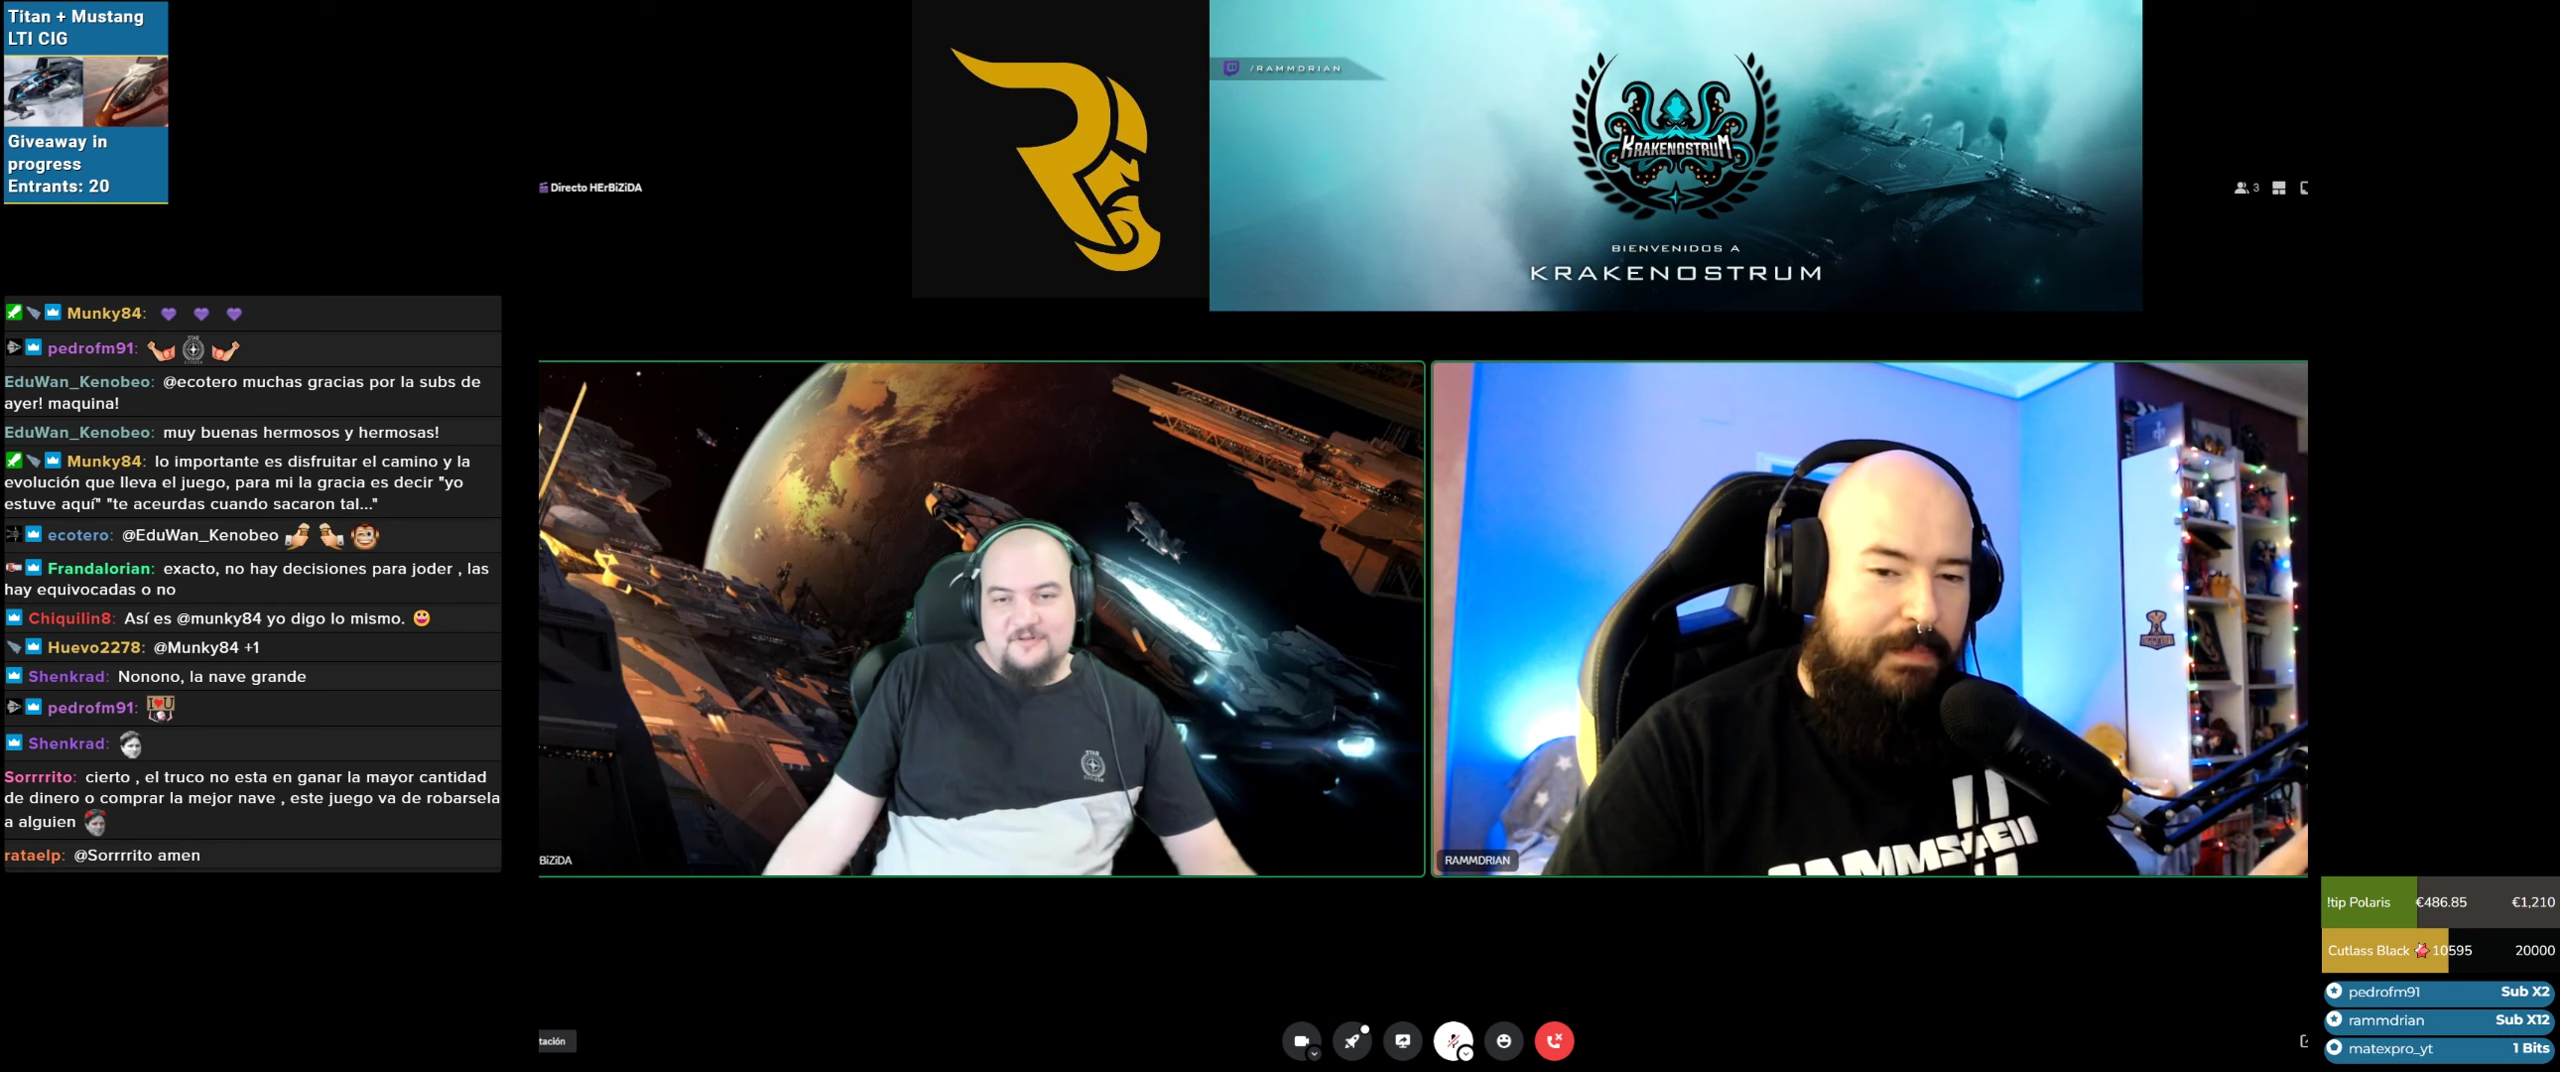 Titan + Mustang
LTI CIG
Giveaway in
progress
Entrants: 20
Directo HErBiZiDA
/RAMMDRIAN
KRAKENOSTRUM
BIENVENIDOS A
KRAKENOSTRUM
3
Munky84:
pedrofm91:
EduWan_Kenobeo: @ecotero muchas gracias por la subs de
ayer! maquina!
EduWan_Kenobeo: muy buenas hermosos y hermosas!
Munky84: lo importante es disfruitar el camino y la
evolución que lleva el juego, para mi la gracia es decir "yo
estuve aquí" "te aceurdas cuando sacaron tal..."
ecotero: @EduWan_Kenobeo
Frandalorian: exacto, no hay decisiones para joder , las
hay equivocadas o no
Chiquilin8: Así es @munky84 yo digo lo mismo.
Huevo2278: @Munky84 +1
Shenkrad: Nonono, la nave grande
pedrofm91:
Shenkrad:
Sorrrrito: cierto , el truco no esta en ganar la mayor cantidad
de dinero o comprar la mejor nave , este juego va de robarsela
a alguien
rataelp: @Sorrrrito amen
STAR
BiZiDA
RAMMDRIAN
RAMMSTEIN
tación
!tip Polaris €486.85 €1,210
Cutlass Black 10595 20000
pedrofm91 Sub X2
rammdrian Sub X12
matexpro_yt 1 Bits